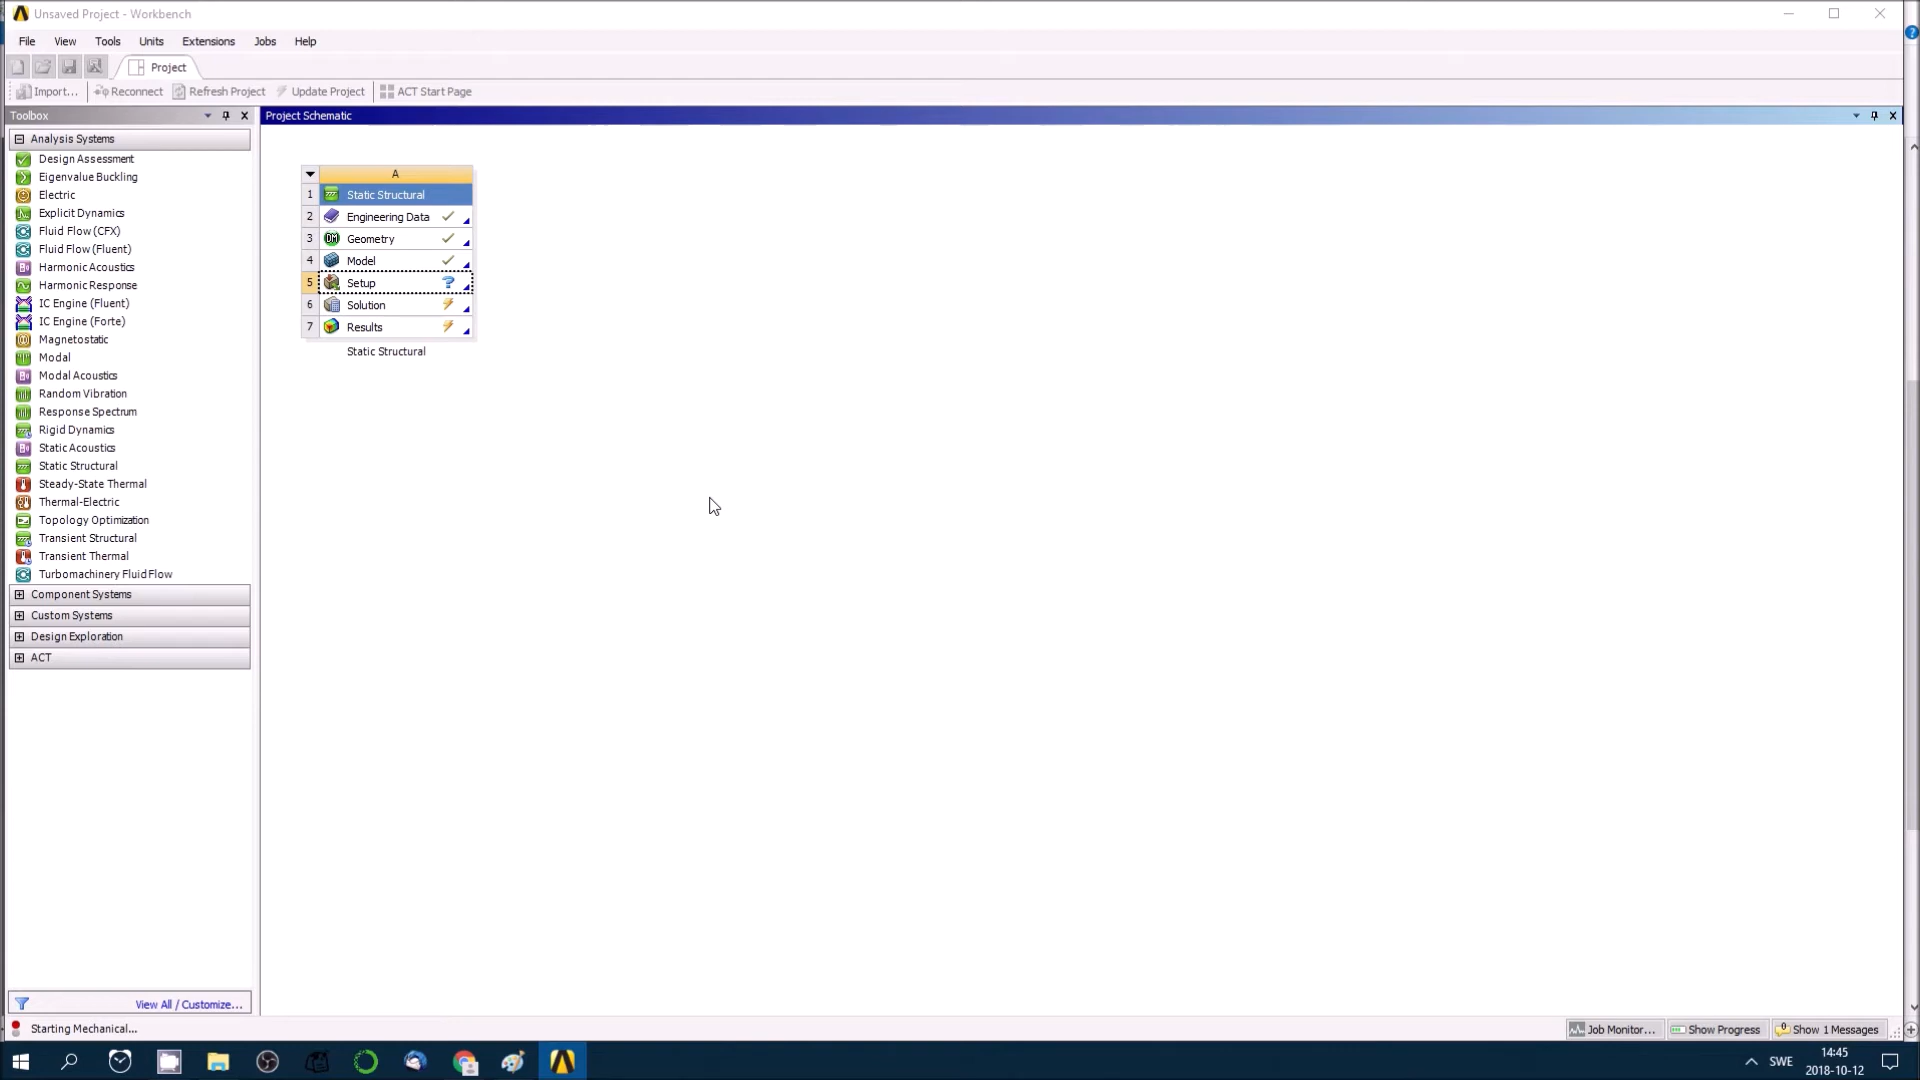 Unsaved Project - Workbench
File View Tools Units Extensions Jobs Help
Project
Import... Reconnect Refresh Project Update Project ACT Start Page
Toolbox
Project Schematic
Analysis Systems
Design Assessment
Eigenvalue Buckling
Electric
Explicit Dynamics
Fluid Flow (CFX)
Fluid Flow (Fluent)
Harmonic Acoustics
Harmonic Response
IC Engine (Fluent)
IC Engine (Forte)
Magnetostatic
Modal
Modal Acoustics
Random Vibration
Response Spectrum
Rigid Dynamics
Static Acoustics
Static Structural
Steady-State Thermal
Thermal-Electric
Topology Optimization
Transient Structural
Transient Thermal
Turbomachinery Fluid Flow
Component Systems
Custom Systems
Design Exploration
ACT
View All / Customize...
A
1 Static Structural
2 Engineering Data
3 Geometry
4 Model
5 Setup ?
6 Solution
7 Results
Static Structural
Starting Mechanical...
Job Monitor... Show Progress Show 1 Messages
SWE
14:45
2018-10-12